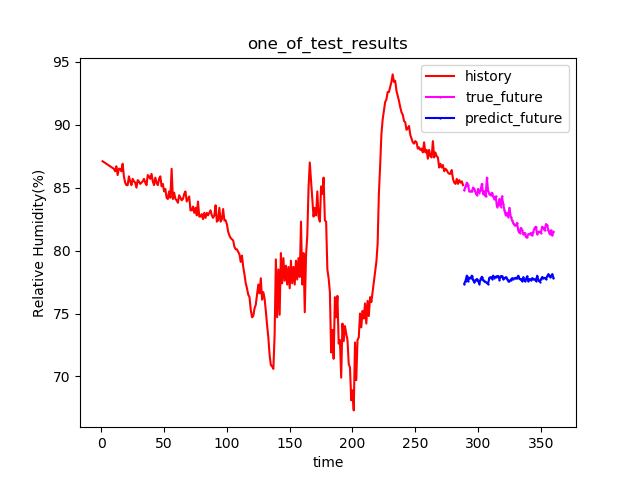 one_of_test_results
history
true_future
predict_future
Relative Humidity(%)
95
90
85
80
75
70
0
50
100
150
200
250
300
350
time